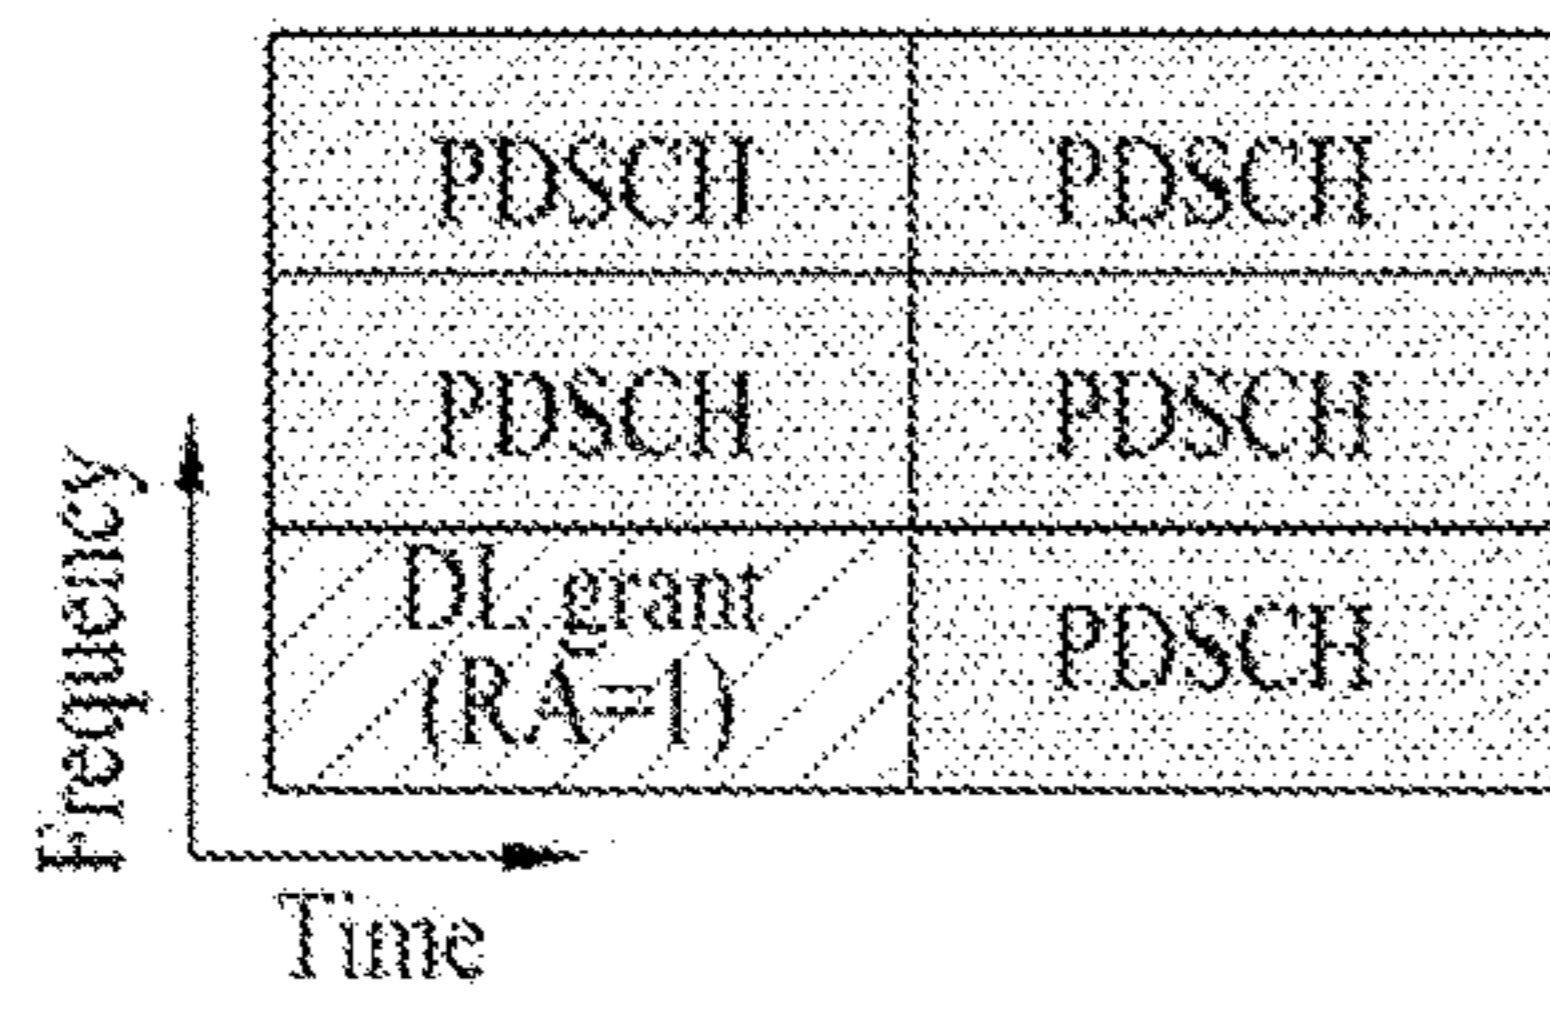 PDSCH PDSCH
PDSCH PDSCH
DL grant
(RA=1)
PDSCH
Frequency
Time